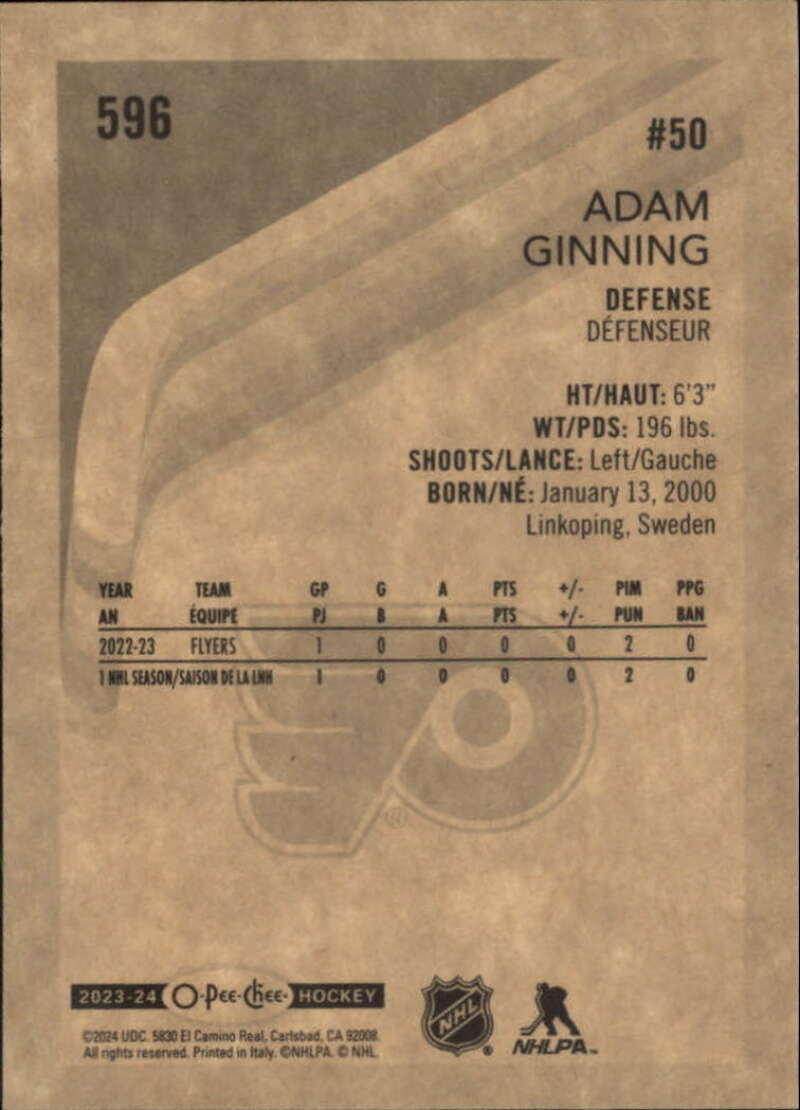 596
#50
ADAM
GINNING
DEFENSE
DÉFENSEUR
HT/HAUT: 6'3"
WT/PDS: 196 lbs.
SHOOTS/LANCE: Left/Gauche
BORN/NÉ: January 13, 2000
Linkoping, Sweden
YEAR TEAM GP G A PTS +/- PIM PPG
AN ÉQUIPE PJ B A PTS +/- PUN BAN
2022-23 FLYERS 1 0 0 0 0 2 0
1 NHL SEASON/SAISON DE LA LNH 1 0 0 0 0 2 0
®
2023-24 O-Pee-Chee HOCKEY
©2024 UDC. 5830 El Camino Real, Carlsbad, CA 92008.
All rights reserved. Printed in Italy. ©NHLPA. © NHL.
NHL ®
NHLPA™